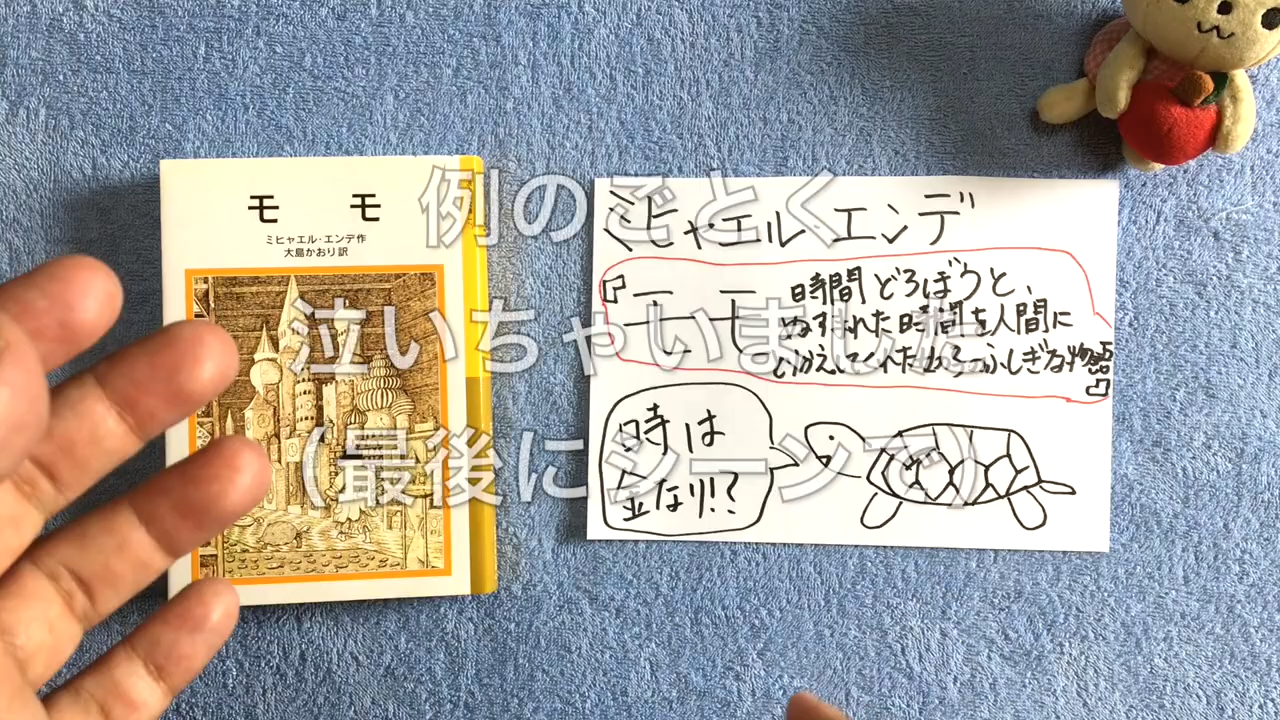 モモ
ミヒャエル・エンデ作
大島かおり訳
例のごとく
泣いちゃいました
(最後にシーンで)
ミヒャエル エンデ
『モモ 時間どろぼうと、
ぬすまれた時間を人間に
とりかえしてくれた女の子のふしぎな物語』
時は
金なり!?